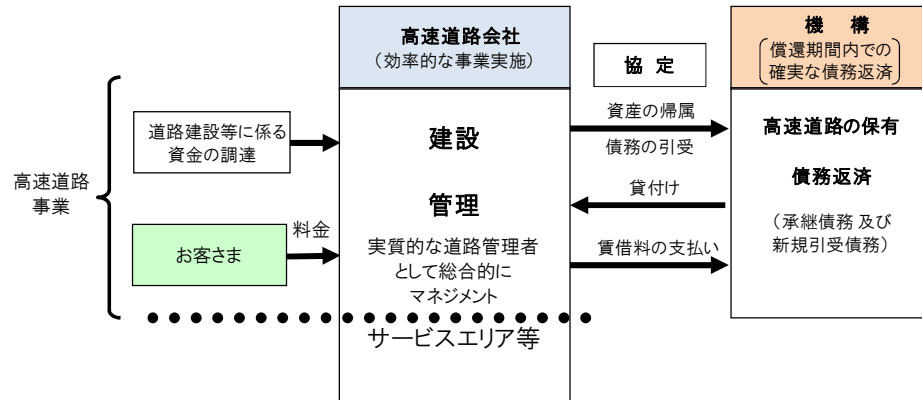 高速道路会社
（効率的な事業実施）
機 構
償還期間内での
確実な債務返済
協 定
高速道路
事業
道路建設等に係る
資金の調達
お客さま
料金
建設
管理
実質的な道路管理者
として総合的に
マネジメント
サービスエリア等
資産の帰属
債務の引受
貸付け
賃借料の支払い
高速道路の保有
債務返済
（承継債務 及び
新規引受債務）